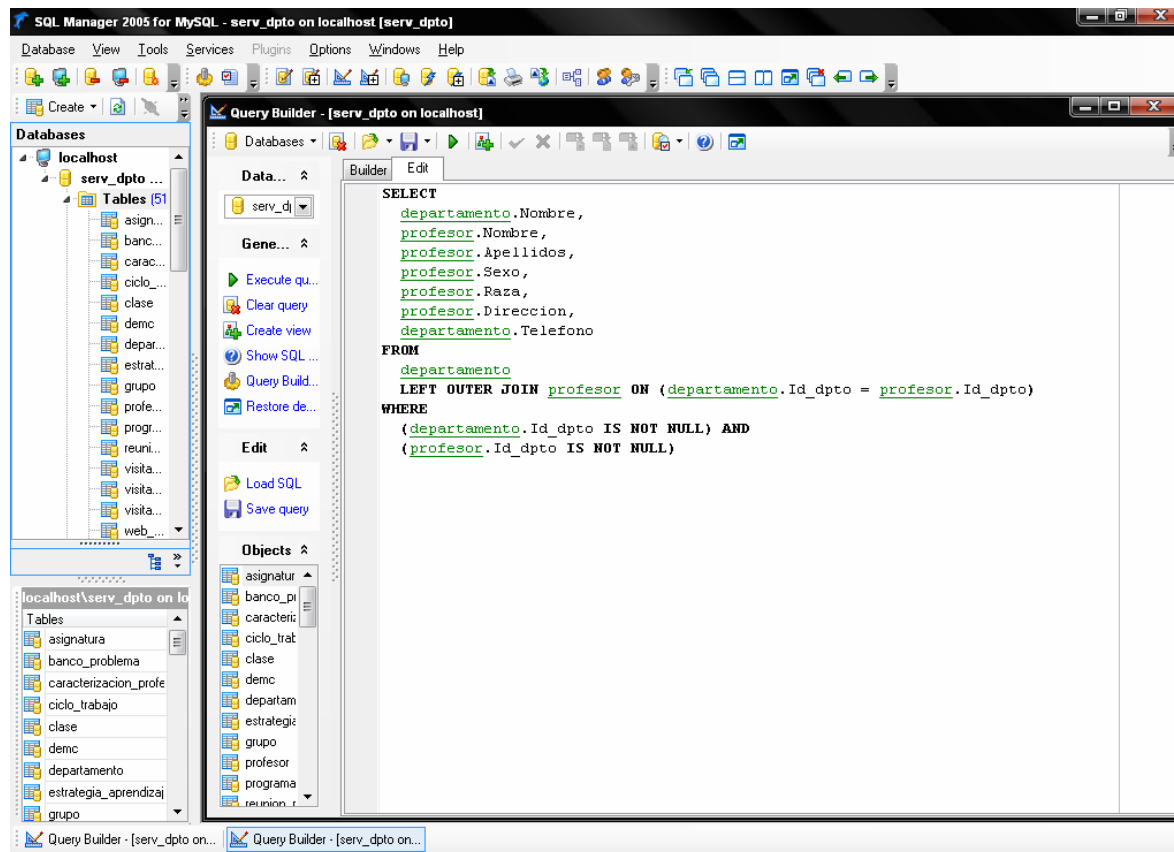 SQL Manager 2005 for MySQL - serv_dpto on localhost [serv_dpto]
Database View Tools Services Plugins Options Windows Help
Create
Databases
localhost
serv_dpto ...
Tables (51
asign...
banc...
carac...
ciclo_...
clase
demc
depar...
estrat...
grupo
profe...
progr...
reuni...
visita...
visita...
visita...
web_...
localhost\serv_dpto on lo
Tables
asignatura
banco_problema
caracterizacion_profe
ciclo_trabajo
clase
demc
departamento
estrategia_aprendizaj
grupo
Query Builder - [serv_dpto on localhost]
Databases
Data...
serv_d
Gene...
Execute qu...
Clear query
Create view
Show SQL ...
Query Build...
Restore de...
Edit
Load SQL
Save query
Objects
asignatur
banco_p
caracteri
ciclo_trat
clase
demc
departam
estrategia
grupo
profesor
programa
reunion_r
Builder Edit
SELECT
departamento.Nombre,
profesor.Nombre,
profesor.Apellidos,
profesor.Sexo,
profesor.Raza,
profesor.Direccion,
departamento.Telefono
FROM
departamento
LEFT OUTER JOIN profesor ON (departamento.Id_dpto = profesor.Id_dpto)
WHERE
(departamento.Id_dpto IS NOT NULL) AND
(profesor.Id_dpto IS NOT NULL)
Query Builder - [serv_dpto on... Query Builder - [serv_dpto on...